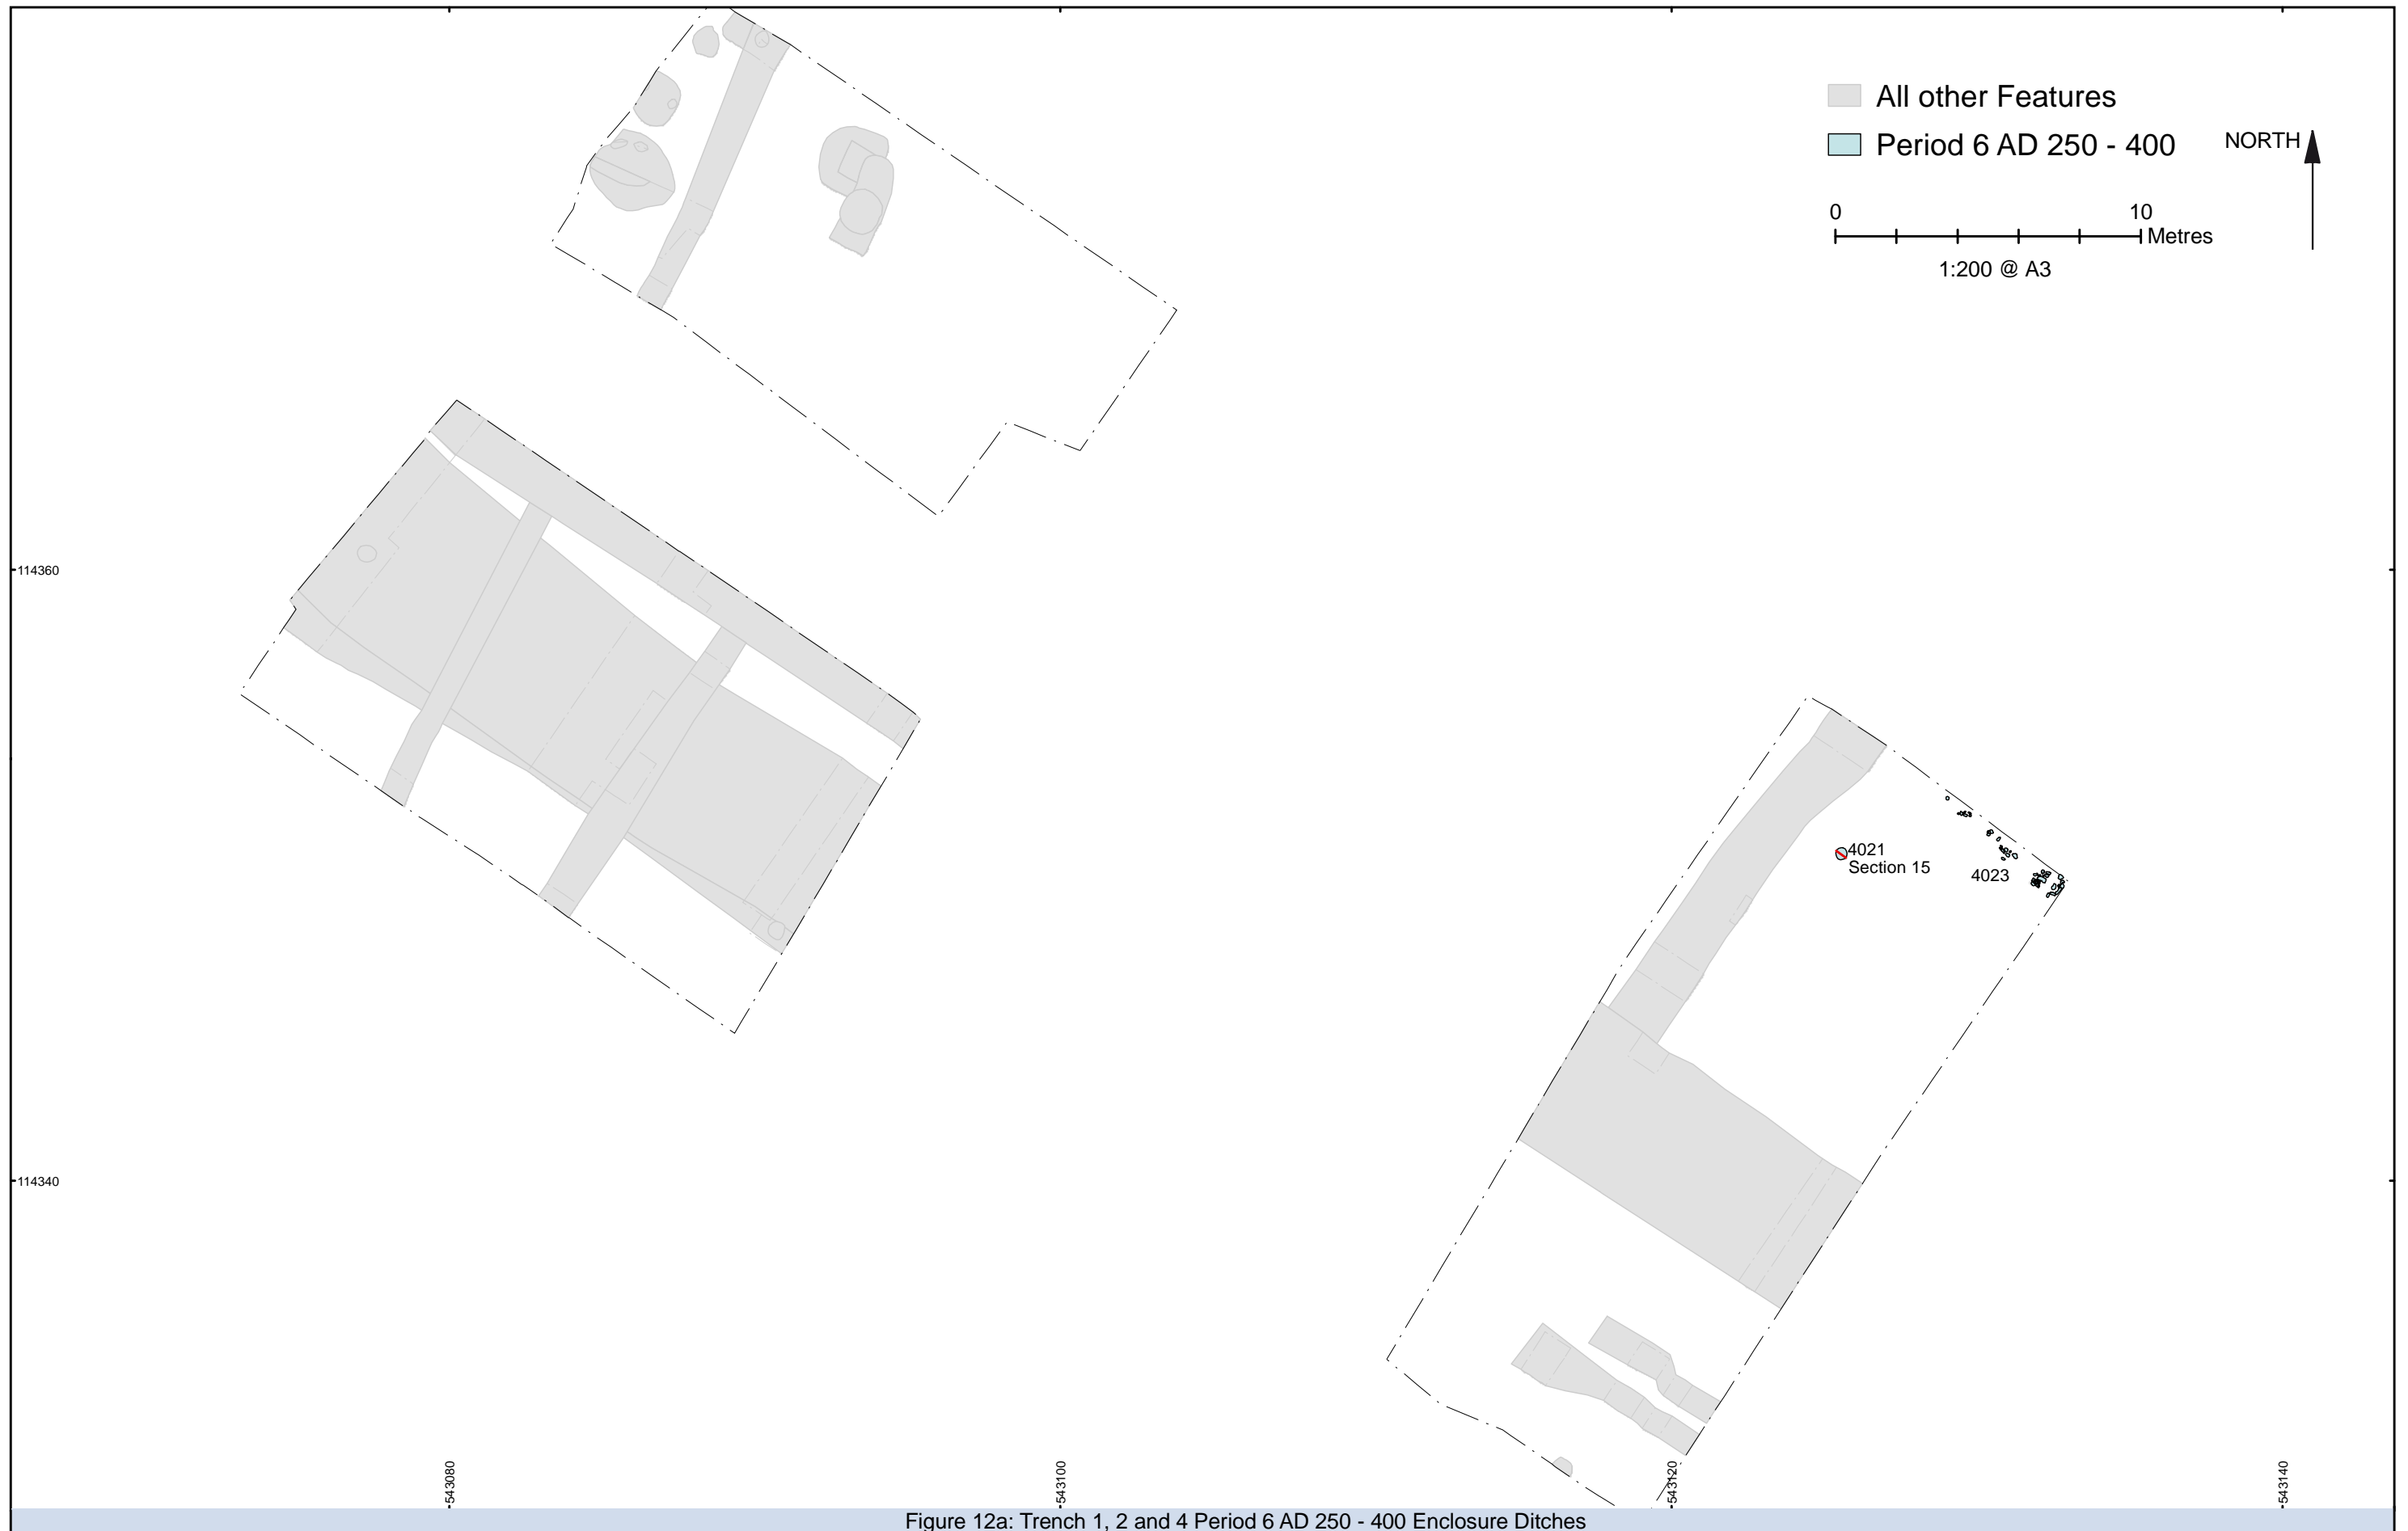 All other Features
Period 6 AD 250 - 400
NORTH
0 10
Metres
1:200 @ A3
114360
4021
Section 15
4023
114340
543080
543100
543120
543140
Figure 12a: Trench 1, 2 and 4 Period 6 AD 250 - 400 Enclosure Ditches